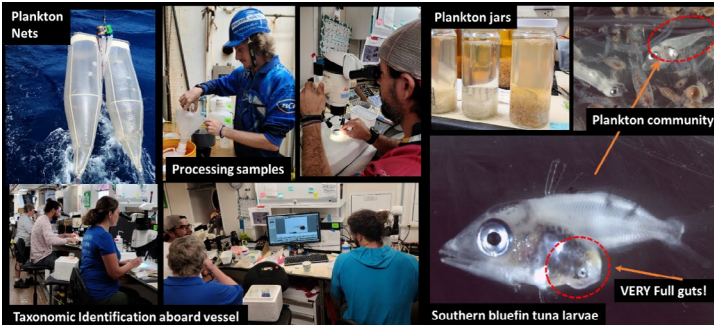 Plankton
Nets
Processing samples
Plankton jars
Plankton community
Taxonomic Identification aboard vessel
VERY Full guts!
Southern bluefin tuna larvae